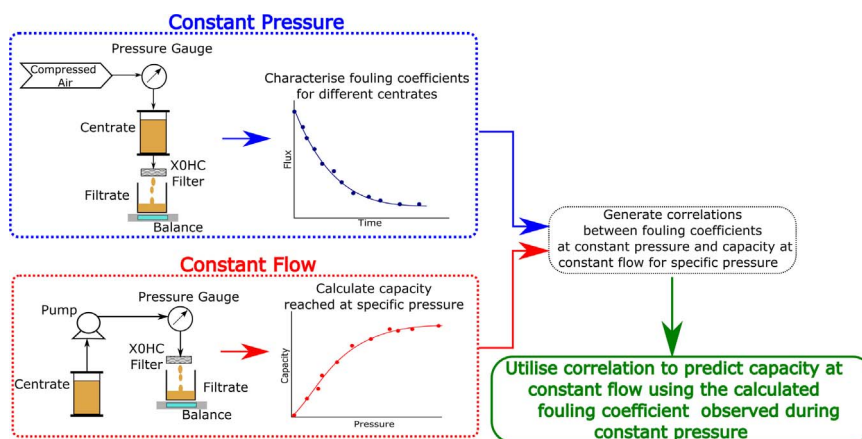 Constant Pressure
Pressure Gauge
Compressed
Air
Centrate
X0HC
Filter
Filtrate
Balance
Characterise fouling coefficients
for different centrates
Flux
Time
Constant Flow
Pressure Gauge
Pump
X0HC
Filter
Centrate
Filtrate
Balance
Calculate capacity
reached at specific pressure
Capacity
Pressure
Generate correlations
between fouling coefficients
at constant pressure and capacity at
constant flow for specific pressure
Utilise correlation to predict capacity at
constant flow using the calculated
fouling coefficient observed during
constant pressure